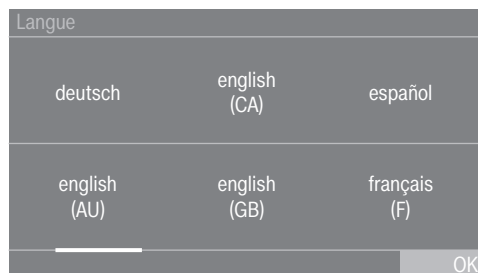 Langue
deutsch
english
(CA)
español
english
(AU)
english
(GB)
français
(F)
OK